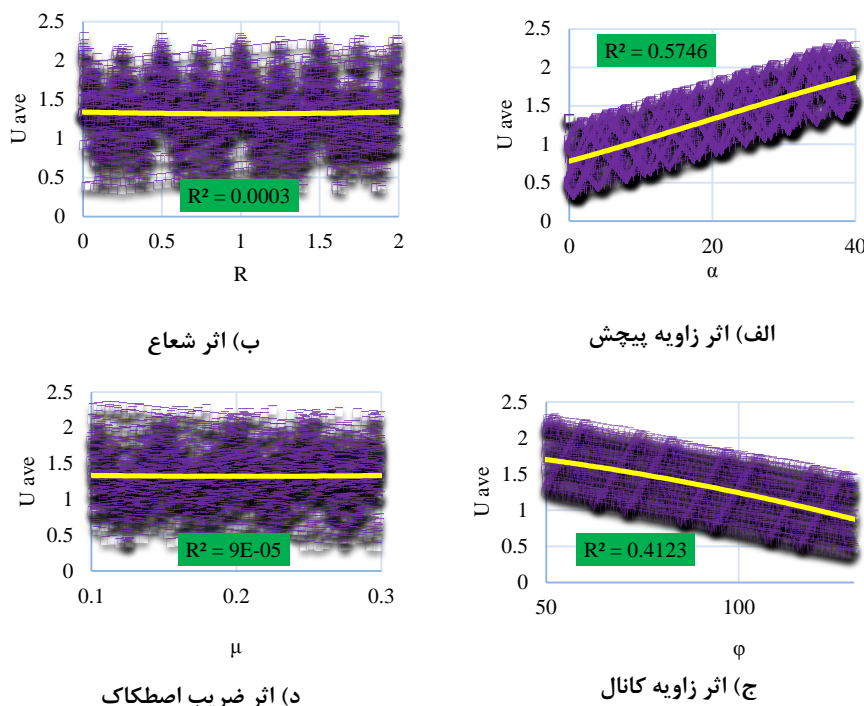 2.5
2
1.5
1
0.5
0
U ave
R² = 0.5746
0 20 40
α
الف) اثر زاویه پیچش
2.5
2
1.5
1
0.5
0
U ave
R² = 0.0003
0 0.5 1 1.5 2
R
ب) اثر شعاع
2.5
2
1.5
1
0.5
0
U ave
R² = 0.4123
50 100
φ
ج) اثر زاویه کانال
2.5
2
1.5
1
0.5
0
U ave
R² = 9E-05
0.1 0.2 0.3
μ
د) اثر ضریب اصطکاک